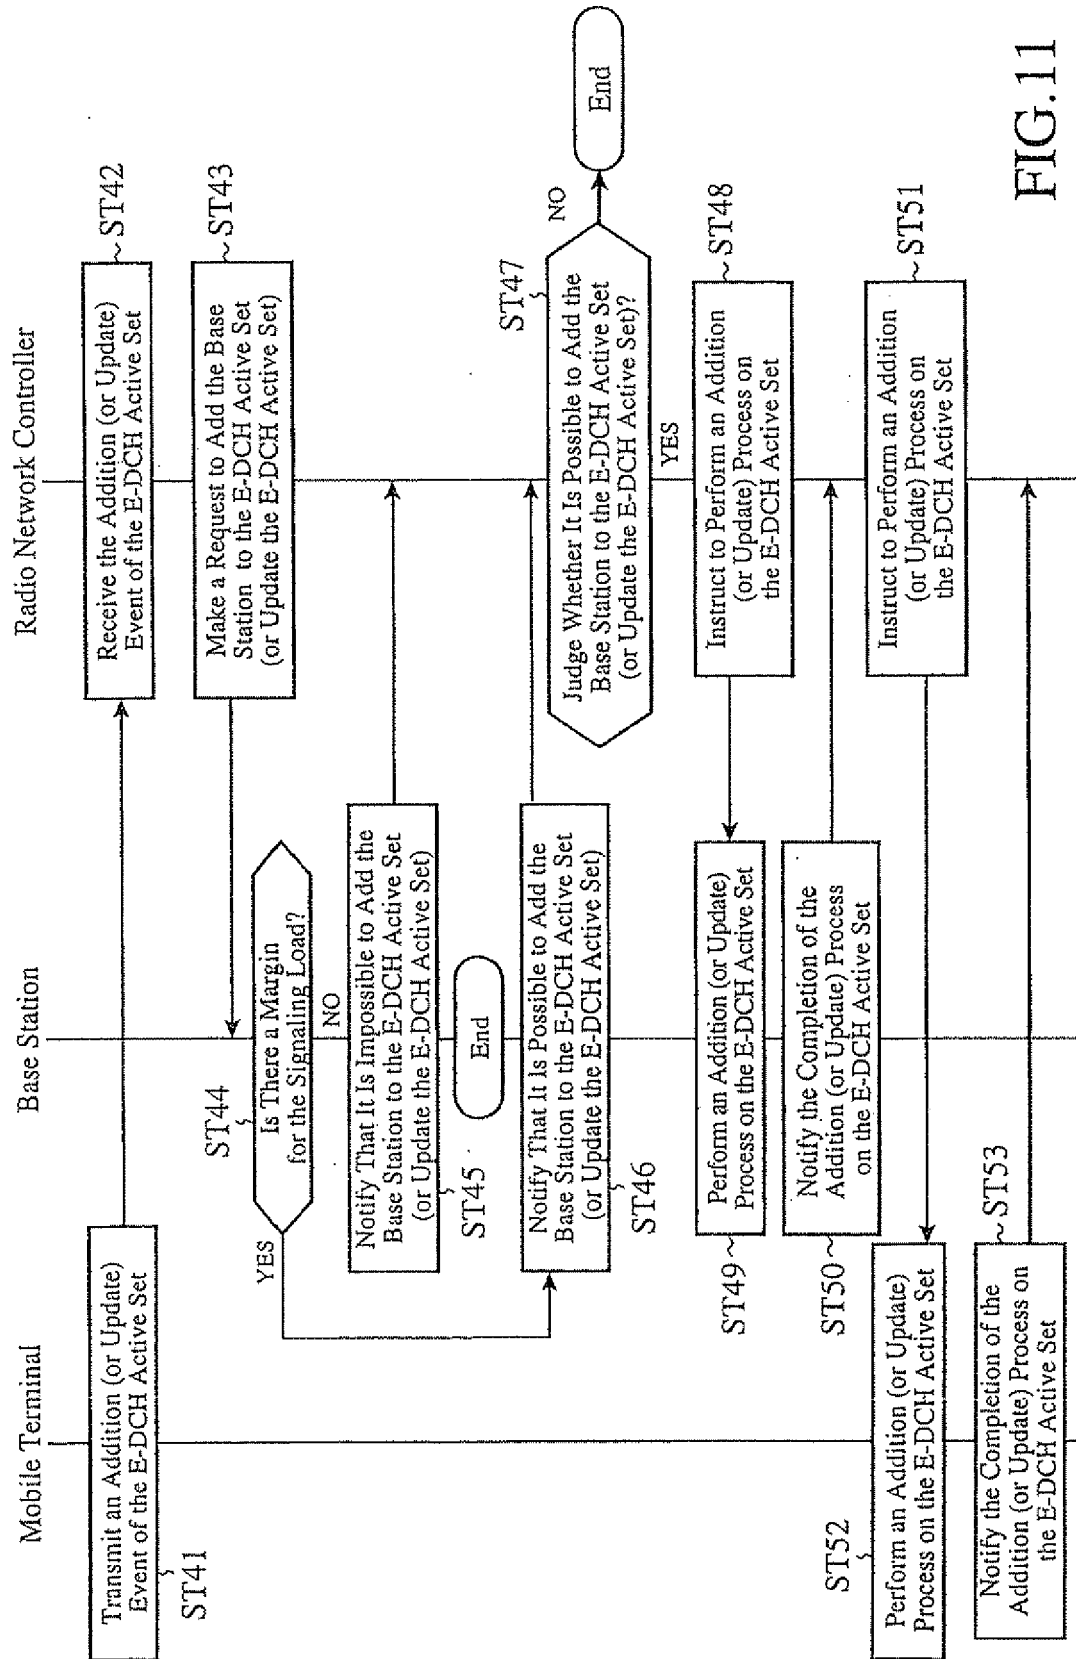 Mobile Terminal
Base Station
Radio Network Controller
Transmit an Addition (or Update)
Event of the E-DCH Active Set
ST41
Receive the Addition (or Update)
Event of the E-DCH Active Set
ST42
Make a Request to Add the Base
Station to the E-DCH Active Set
(or Update the E-DCH Active Set)
ST43
ST44
Is There a Margin
for the Signaling Load?
YES
NO
Notify That It Is Impossible to Add the
Base Station to the E-DCH Active Set
(or Update the E-DCH Active Set)
ST45
End
Notify That It Is Possible to Add the
Base Station to the E-DCH Active Set
(or Update the E-DCH Active Set)
ST46
ST47
Judge Whether It Is Possible to Add the
Base Station to the E-DCH Active Set
(or Update the E-DCH Active Set)?
NO
End
YES
Instruct to Perform an Addition
(or Update) Process on
the E-DCH Active Set
ST48
ST49
Perform an Addition (or Update)
Process on the E-DCH Active Set
ST50
Notify the Completion of the
Addition (or Update) Process
on the E-DCH Active Set
Instruct to Perform an Addition
(or Update) Process on
the E-DCH Active Set
ST51
ST52
Perform an Addition (or Update)
Process on the E-DCH Active Set
Notify the Completion of the
Addition (or Update) Process on
the E-DCH Active Set
ST53
FIG.11